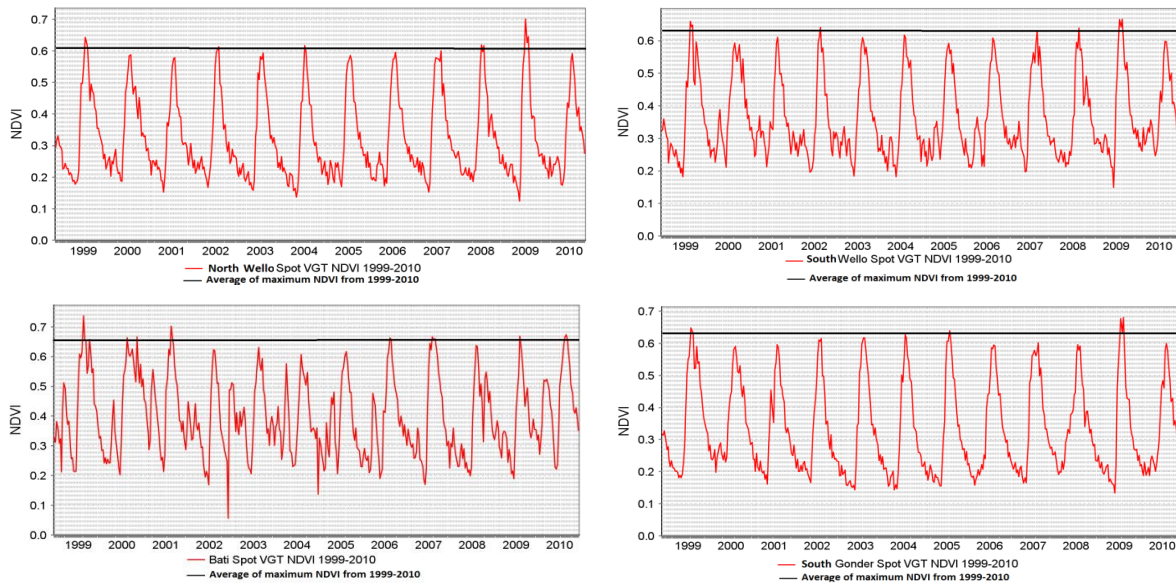 0.7
0.6
0.5
0.4
0.3
0.2
0.1
0.0
NDVI
1999 2000 2001 2002 2003 2004 2005 2006 2007 2008 2009 2010
North Wello Spot VGT NDVI 1999-2010
Average of maximum NDVI from 1999-2010
0.6
0.5
0.4
0.3
0.2
0.1
0.0
NDVI
1999 2000 2001 2002 2003 2004 2005 2006 2007 2008 2009 2010
South Wello Spot VGT NDVI 1999-2010
Average of maximum NDVI from 1999-2010
0.7
0.6
0.5
0.4
0.3
0.2
0.1
0.0
NDVI
1999 2000 2001 2002 2003 2004 2005 2006 2007 2008 2009 2010
Bati Spot VGT NDVI 1999-2010
Average of maximum NDVI from 1999-2010
0.7
0.6
0.5
0.4
0.3
0.2
0.1
0.0
NDVI
1999 2000 2001 2002 2003 2004 2005 2006 2007 2008 2009 2010
South Gonder Spot VGT NDVI 1999-2010
Average of maximum NDVI from 1999-2010